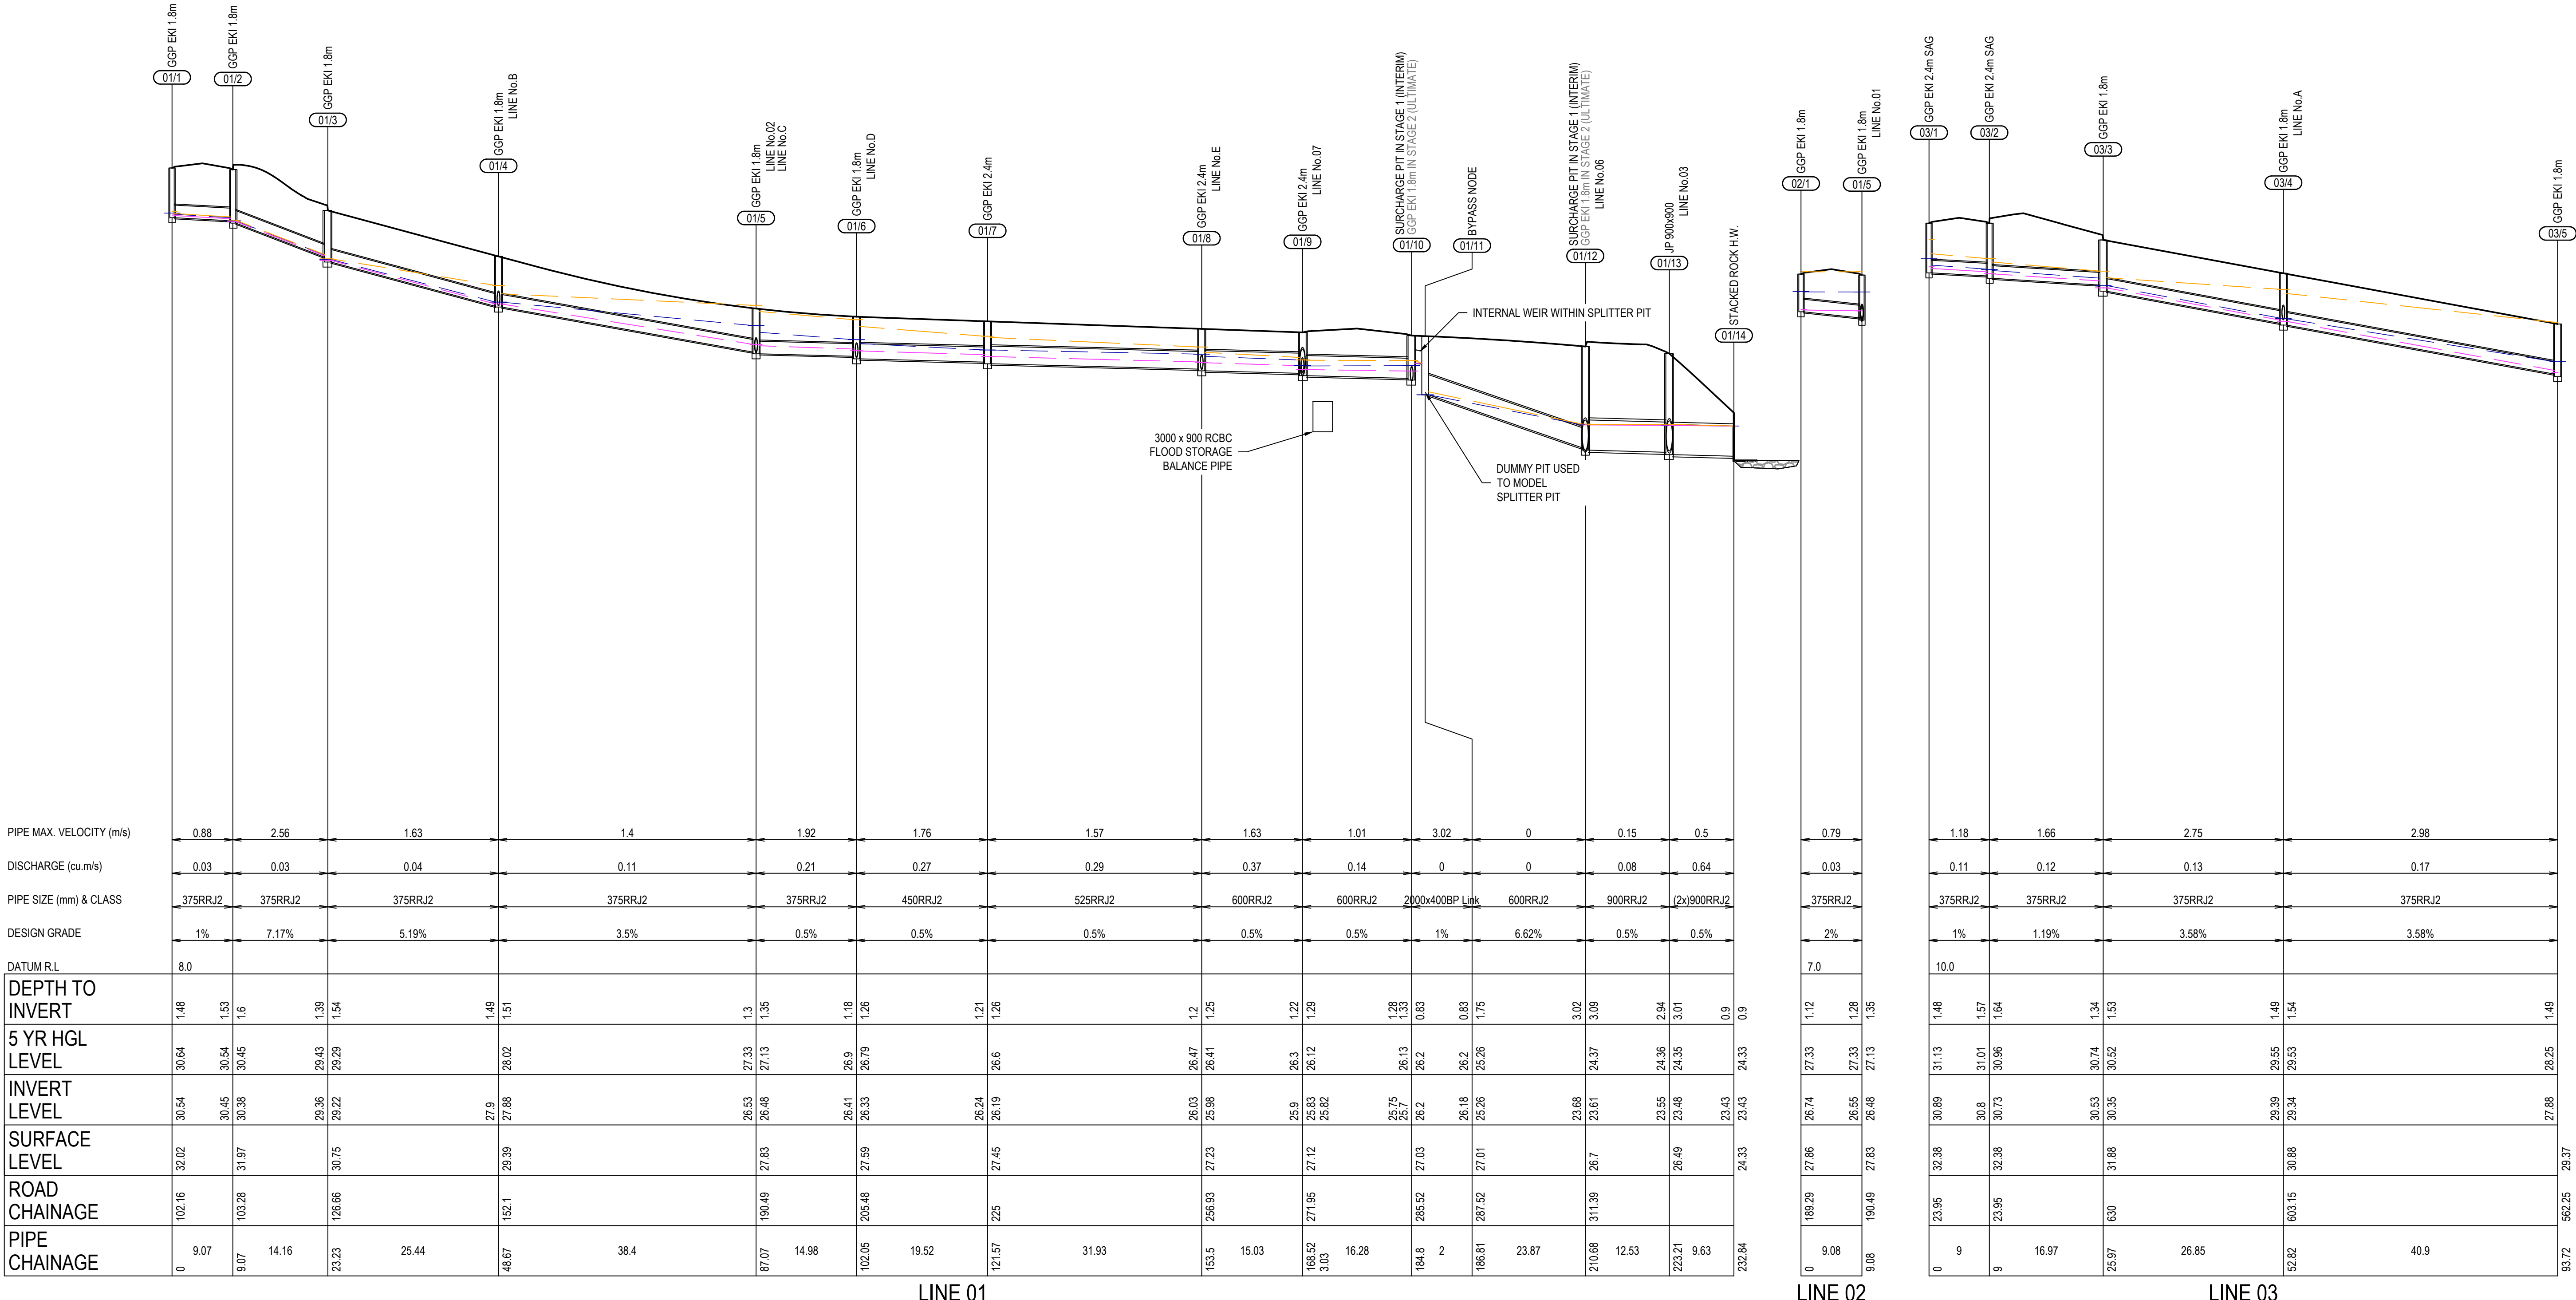 GGP EKI 1.8m
01/1
GGP EKI 1.8m
01/2
GGP EKI 1.8m
01/3
GGP EKI 1.8m
LINE No.B
01/4
GGP EKI 1.8m
LINE No.02
LINE No.C
01/5
GGP EKI 1.8m
LINE No.D
01/6
GGP EKI 2.4m
01/7
GGP EKI 2.4m
LINE No.E
01/8
GGP EKI 2.4m
LINE No.07
01/9
SURCHARGE PIT IN STAGE 1 (INTERIM)
GGP EKI 1.8m IN STAGE 2 (ULTIMATE)
01/10
BYPASS NODE
01/11
SURCHARGE PIT IN STAGE 1 (INTERIM)
GGP EKI 1.8m IN STAGE 2 (ULTIMATE)
LINE No.06
01/12
JP 900x900
LINE No.03
01/13
STACKED ROCK H.W.
01/14
GGP EKI 1.8m
02/1
GGP EKI 1.8m
LINE No.01
01/5
GGP EKI 2.4m SAG
03/1
GGP EKI 2.4m SAG
03/2
GGP EKI 1.8m
03/3
GGP EKI 1.8m
LINE No.A
03/4
GGP EKI 1.8m
03/5
INTERNAL WEIR WITHIN SPLITTER PIT
3000 x 900 RCBC
FLOOD STORAGE
BALANCE PIPE
DUMMY PIT USED
TO MODEL
SPLITTER PIT
PIPE MAX. VELOCITY (m/s) 0.88 2.56 1.63 1.4 1.92 1.76 1.57 1.63 1.01 3.02 0 0.15 0.5 0.79 1.18 1.66 2.75 2.98
DISCHARGE (cu.m/s) 0.03 0.03 0.04 0.11 0.21 0.27 0.29 0.37 0.14 0 0 0.08 0.64 0.03 0.11 0.12 0.13 0.17
PIPE SIZE (mm) & CLASS 375RRJ2 375RRJ2 375RRJ2 375RRJ2 375RRJ2 450RRJ2 525RRJ2 600RRJ2 600RRJ2 2000x400BP Link 600RRJ2 900RRJ2 (2x)900RRJ2 375RRJ2 375RRJ2 375RRJ2 375RRJ2 375RRJ2
DESIGN GRADE 1% 7.17% 5.19% 3.5% 0.5% 0.5% 0.5% 0.5% 0.5% 1% 6.62% 0.5% 0.5% 2% 1% 1.19% 3.58% 3.58%
DATUM R.L 8.0 7.0 10.0
DEPTH TO
INVERT
1.48 1.53 1.6 1.39 1.54 1.49 1.51 1.3 1.35 1.18 1.26 1.21 1.26 1.2 1.25 1.22 1.29 1.28 1.33 0.83 0.83 1.75 3.02 3.09 2.94 3.01 0.9 0.9 1.12 1.28 1.35 1.48 1.57 1.64 1.34 1.53 1.49 1.54 1.49
5 YR HGL
LEVEL
30.64 30.54 30.45 29.43 29.29 28.02 27.33 27.13 26.9 26.79 26.6 26.47 26.41 26.3 26.12 26.13 26.2 26.2 25.26 24.37 24.36 24.35 24.33 27.33 27.33 27.13 31.13 31.01 30.96 30.74 30.52 29.55 29.53 28.25
INVERT
LEVEL
30.54 30.45 30.38 29.36 29.22 27.9 27.88 26.53 26.48 26.41 26.33 26.24 26.19 26.03 25.98 25.9 25.83 25.82 25.75 25.7 26.2 26.18 25.26 23.68 23.61 23.55 23.48 23.43 23.43 26.74 26.55 26.48 30.89 30.8 30.73 30.53 30.35 29.39 29.34 27.88
SURFACE
LEVEL
32.02 31.97 30.75 29.39 27.83 27.59 27.45 27.23 27.12 27.03 27.01 26.7 26.49 24.33 27.86 27.83 32.38 32.38 31.88 30.88 29.37
ROAD
CHAINAGE
102.16 103.28 126.66 152.1 190.49 205.48 225 256.93 271.95 285.52 287.52 311.39 189.29 190.49 23.95 23.95 630 603.15 562.25
PIPE
CHAINAGE
0 9.07 9.07 14.16 23.23 25.44 48.67 38.4 87.07 14.98 102.05 19.52 121.57 31.93 153.5 15.03 168.52 3.03 16.28 184.8 2 186.81 23.87 210.68 12.53 223.21 9.63 232.84 0 9.08 9.08 0 9 9 16.97 25.97 26.85 52.82 40.9 93.72
LINE 01
LINE 02
LINE 03